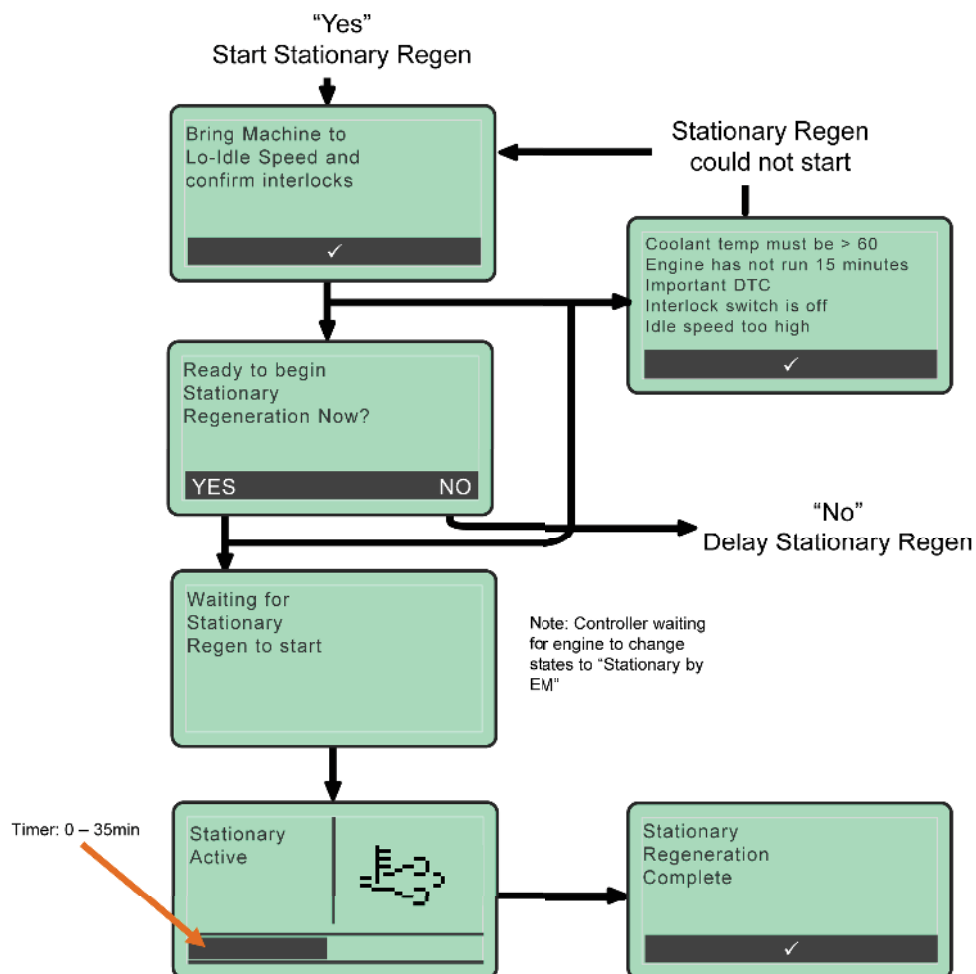 “Yes”
Start Stationary Regen
Bring Machine to
Lo-Idle Speed and
confirm interlocks
✓
Stationary Regen
could not start
Coolant temp must be > 60
Engine has not run 15 minutes
Important DTC
Interlock switch is off
Idle speed too high
✓
Ready to begin
Stationary
Regeneration Now?
YES NO
“No”
Delay Stationary Regen
Waiting for
Stationary
Regen to start
Note: Controller waiting
for engine to change
states to “Stationary by
EM”
Timer: 0 – 35min
Stationary
Active
Stationary
Regeneration
Complete
✓